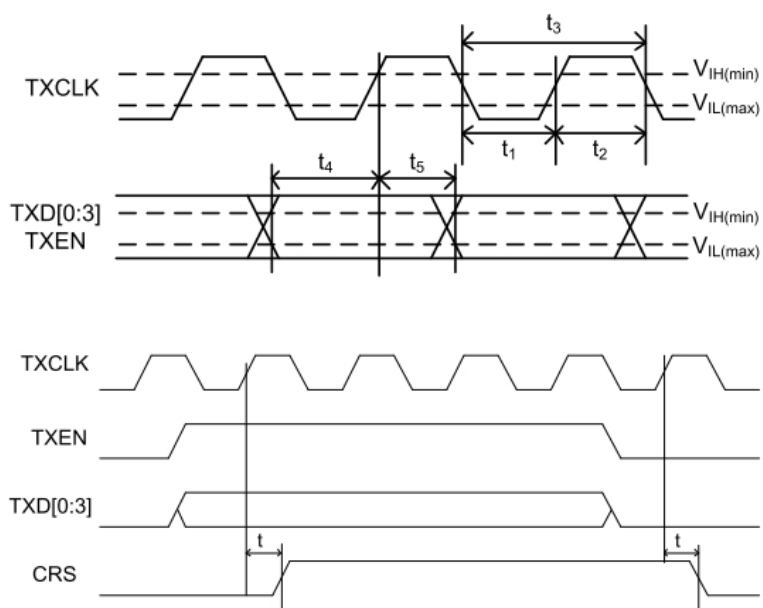 t3
TXCLK
VIH(min)
VIL(max)
t1
t2
t4
t5
TXD[0:3]
TXEN
VIH(min)
VIL(max)
TXCLK
TXEN
TXD[0:3]
t
t
CRS